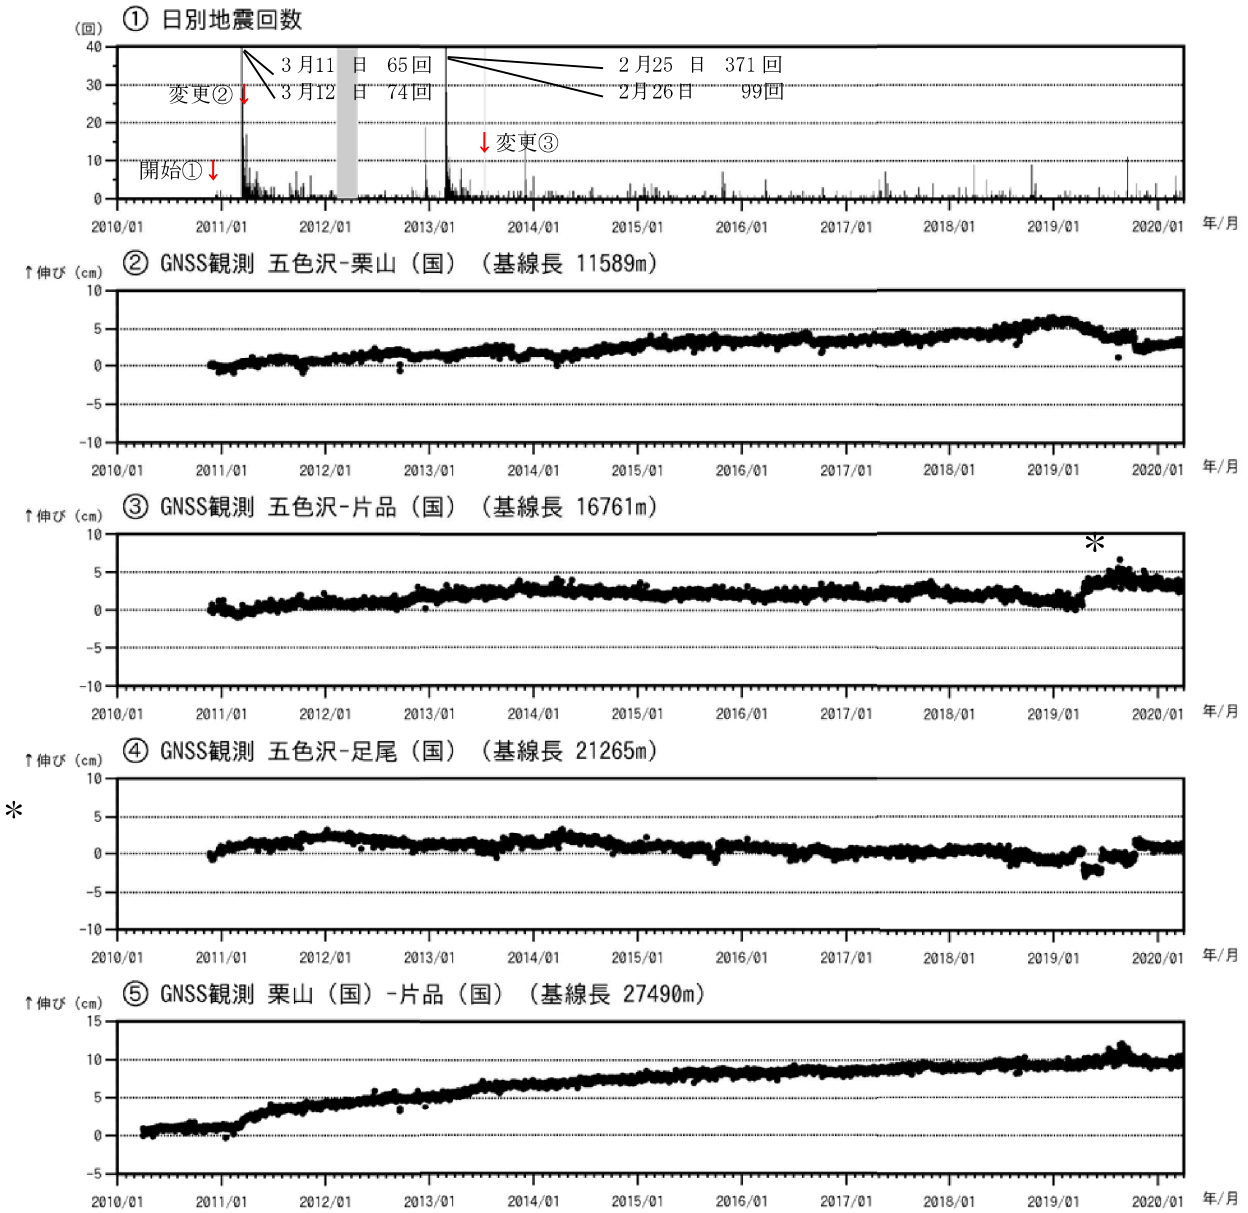 ① 日別地震回数
(回)
40
30
20
10
0
3月11日 65回
3月12日 74回
2月25日 371回
2月26日 99回
変更②↓
開始①↓
↓変更③
2010/01 2011/01 2012/01 2013/01 2014/01 2015/01 2016/01 2017/01 2018/01 2019/01 2020/01 年/月
↑伸び (cm) ② GNSS観測 五色沢-栗山（国）（基線長 11589m）
10
5
0
-5
-10
2010/01 2011/01 2012/01 2013/01 2014/01 2015/01 2016/01 2017/01 2018/01 2019/01 2020/01 年/月
↑伸び (cm) ③ GNSS観測 五色沢-片品（国）（基線長 16761m）
10
5
0
-5
-10
*
2010/01 2011/01 2012/01 2013/01 2014/01 2015/01 2016/01 2017/01 2018/01 2019/01 2020/01 年/月
↑伸び (cm) ④ GNSS観測 五色沢-足尾（国）（基線長 21265m）
10
*
5
0
-5
-10
2010/01 2011/01 2012/01 2013/01 2014/01 2015/01 2016/01 2017/01 2018/01 2019/01 2020/01 年/月
↑伸び (cm) ⑤ GNSS観測 栗山（国）-片品（国）（基線長 27490m）
15
10
5
0
-5
2010/01 2011/01 2012/01 2013/01 2014/01 2015/01 2016/01 2017/01 2018/01 2019/01 2020/01 年/月